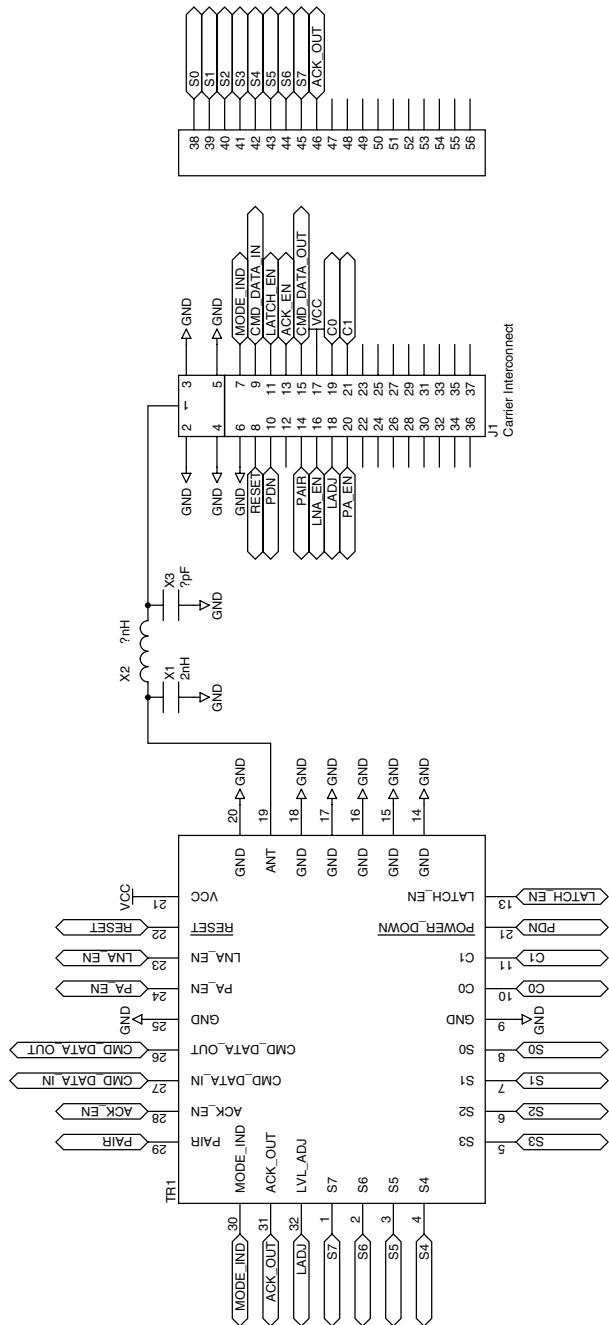 38 S0
39 S1
40 S2
41 S3
42 S4
43 S5
44 S6
45 S7
46 ACK_OUT
47
48
49
50
51
52
53
54
55
56
GND
GND
GND 2 1 3
GND 4 5
GND 6 7 MODE_IND
RESET 8 9 CMD_DATA_IN
PDN 10 11 LATCH_EN
12 13 ACK_EN
PAIR 14 15 CMD_DATA_OUT
LNA_EN 16 17 VCC
LADJ 18 19 C0
PA_EN 20 21 C1
22 23
24 25
26 27
28 29
30 31
32 33
34 35
36 37
J1
Carrier Interconnect
X2
?nH
X1
2nH
GND
X3
?pF
GND
TR1
20 GND GND
19 ANT
18 GND GND
17 GND GND
16 GND GND
15 GND GND
14 GND GND
VCC 21 VCC
RESET 22 RESET
LNA_EN 23 LNA_EN
PA_EN 24 PA_EN
GND 25 GND
CMD_DATA_OUT 26 CMD_DATA_OUT
CMD_DATA_IN 27 CMD_DATA_IN
ACK_EN 28 ACK_EN
PAIR 29 PAIR
LATCH_EN 13 LATCH_EN
POWER_DOWN 21 PDN
C1 11 C1
C0 10 C0
GND 9 GND
S0 8 S0
S1 7 S1
S2 6 S2
S3 5 S3
MODE_IND 30 MODE_IND
ACK_OUT 31 ACK_OUT
LADJ 32 LVL_ADJ
S7 1 S7
S6 2 S6
S5 3 S5
S4 4 S4